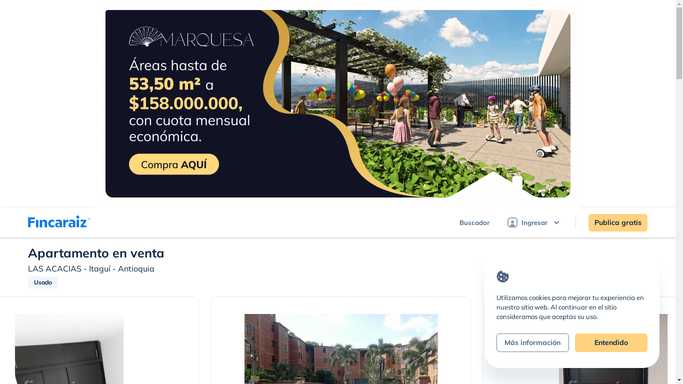 MARQUESA
Áreas hasta de
53,50 m² a
$158.000.000,
con cuota mensual
económica.
Compra AQUÍ
Fincaraiz
Buscador
Ingresar
Publica gratis
Apartamento en venta
LAS ACACIAS - Itaguí - Antioquia
Usado
Utilizamos cookies para mejorar tu experiencia en
nuestro sitio web. Al continuar en el sitio
consideramos que aceptas su uso.
Más información
Entendido